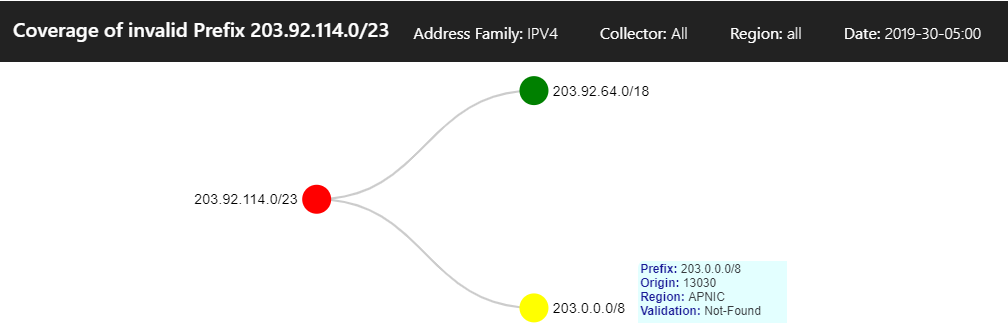 Coverage of invalid Prefix 203.92.114.0/23 Address Family: IPV4 Collector: All Region: all Date: 2019-30-05:00
203.92.64.0/18
203.92.114.0/23
203.0.0.0/8
Prefix: 203.0.0.0/8
Origin: 13030
Region: APNIC
Validation: Not-Found